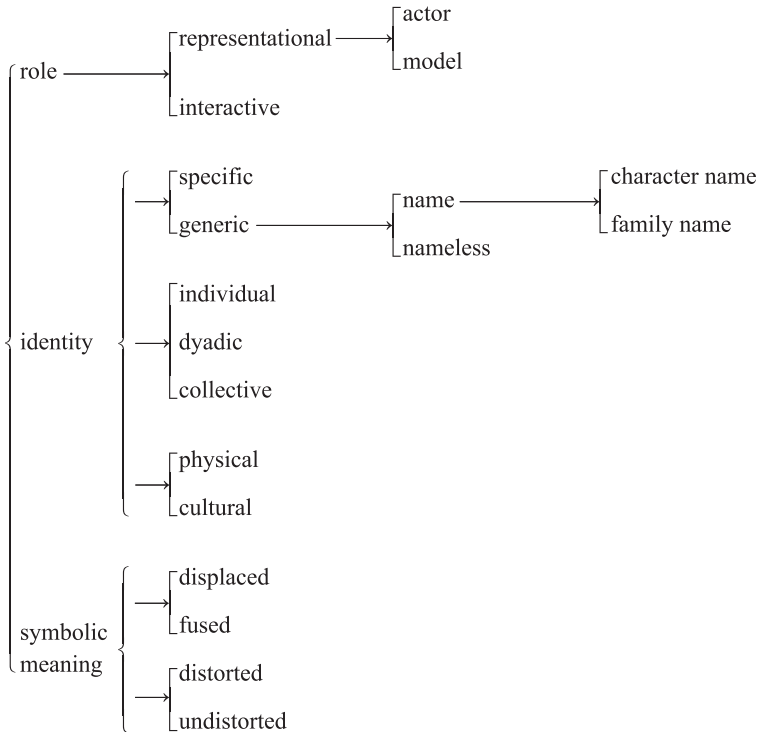 actor
representational
model
role
interactive
specific
character name
name
generic
family name
nameless
individual
identity
dyadic
collective
physical
cultural
displaced
fused
symbolic
meaning
distorted
undistorted